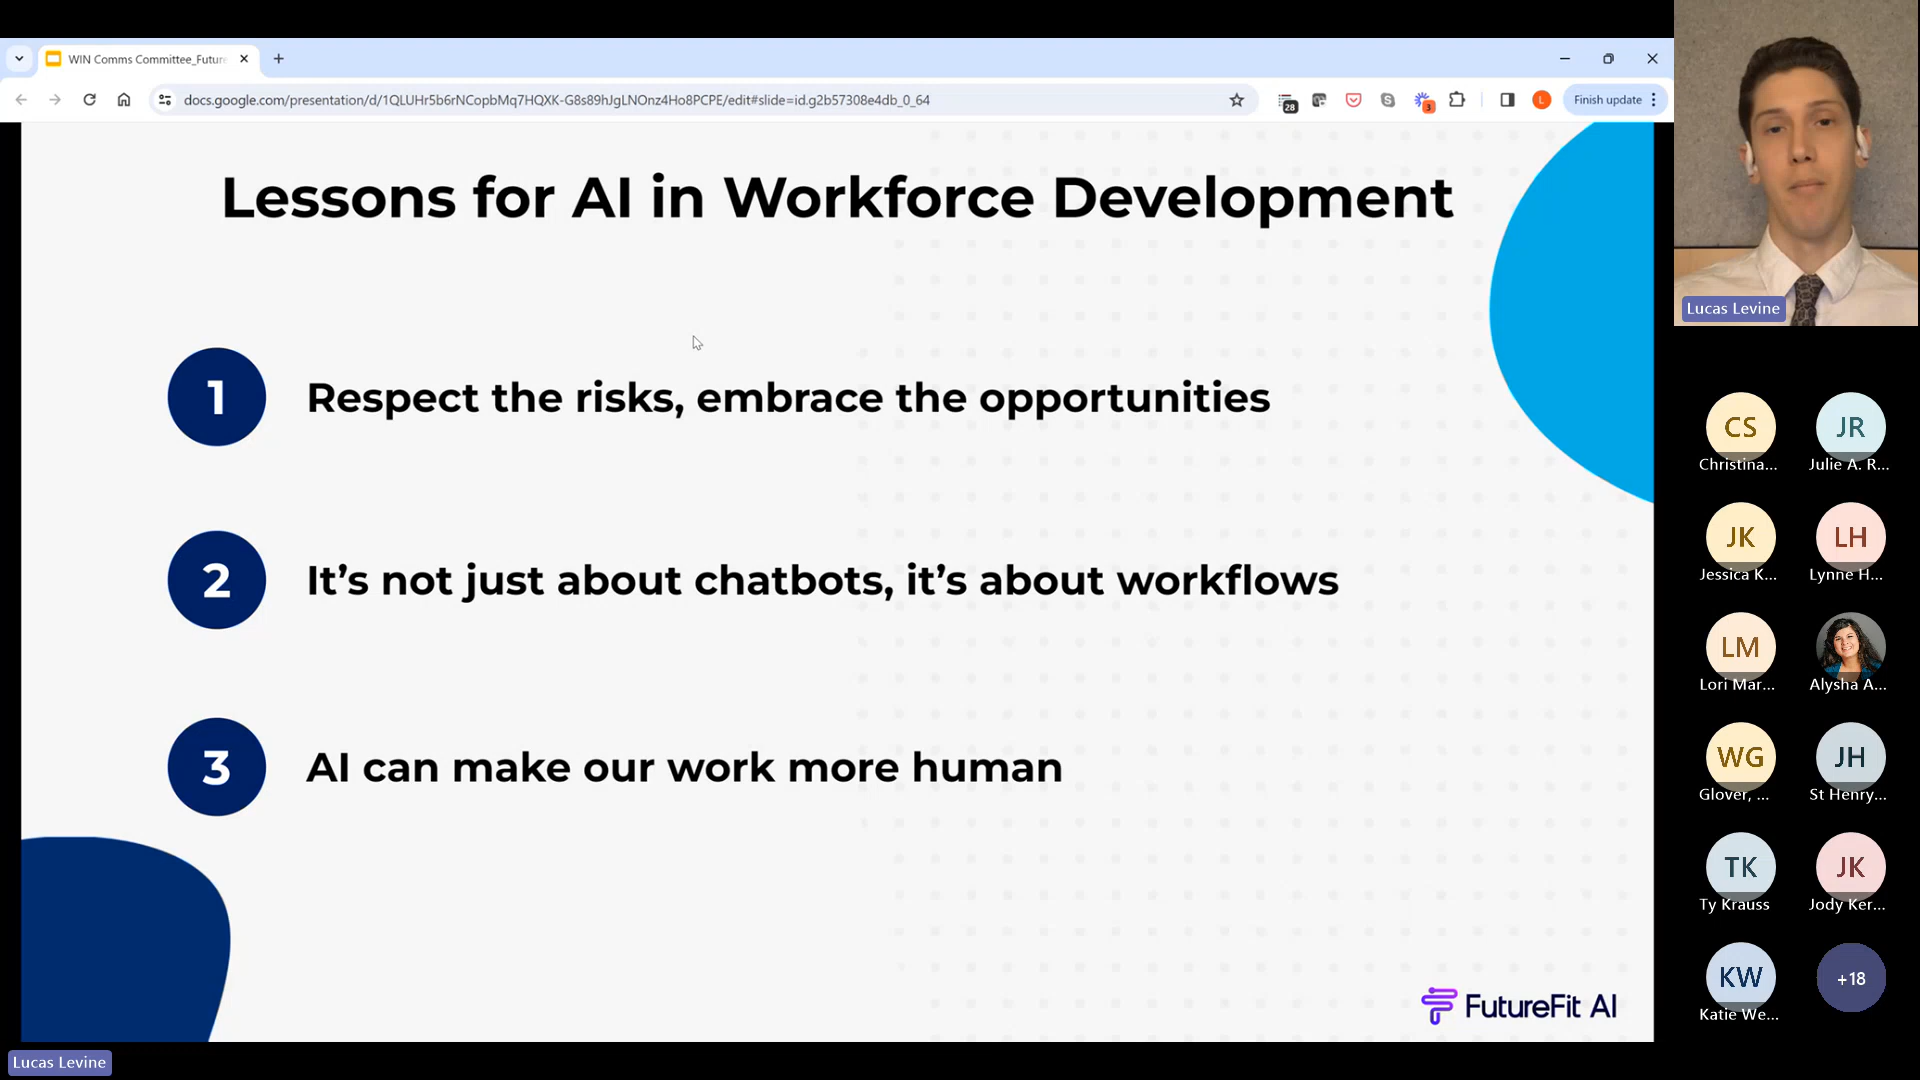 WIN Comms Committee_Future
docs.google.com/presentation/d/1QLUHr5b6rNCopbMq7HQXK-G8s89hJgLNOnz4Ho8PCPE/edit#slide=id.g2b57308e4db_0_64
28
3
L
Finish update
Lessons for AI in Workforce Development
1
Respect the risks, embrace the opportunities
2
It’s not just about chatbots, it’s about workflows
3
AI can make our work more human
FutureFit AI
Lucas Levine
Lucas Levine
CS
Christina...
JR
Julie A. R...
JK
Jessica K...
LH
Lynne H...
LM
Lori Mar...
Alysha A...
WG
Glover, ...
JH
St Henry...
TK
Ty Krauss
JK
Jody Ker...
KW
Katie We...
+18